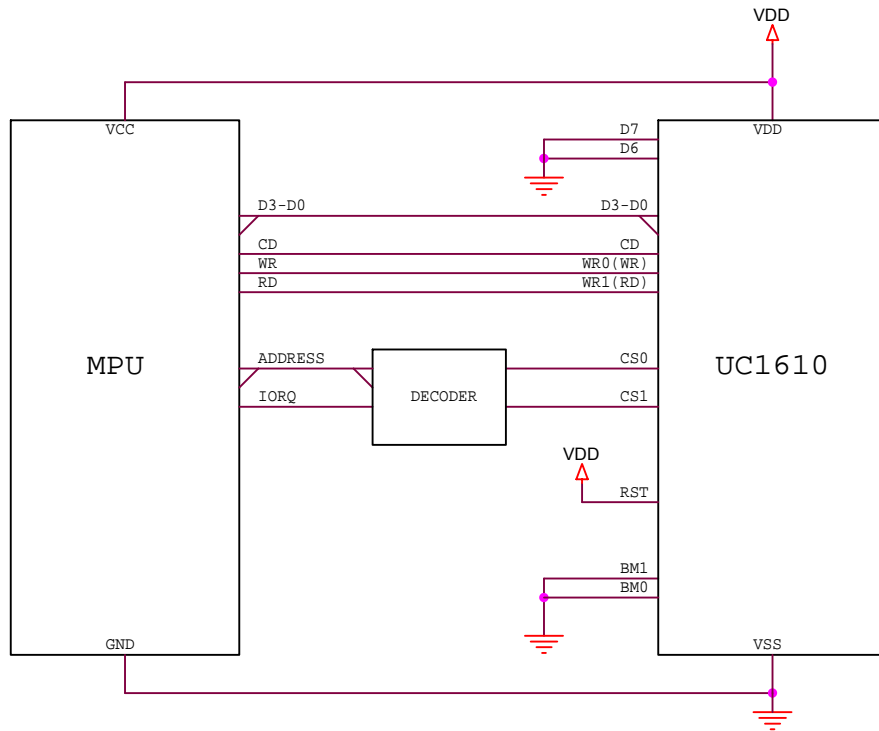 VDD
VCC
VDD
D7
D6
D3-D0
D3-D0
CD
CD
WR
WR0(WR)
RD
WR1(RD)
MPU
ADDRESS
DECODER
CS0
UC1610
IORQ
CS1
VDD
RST
BM1
BM0
GND
VSS